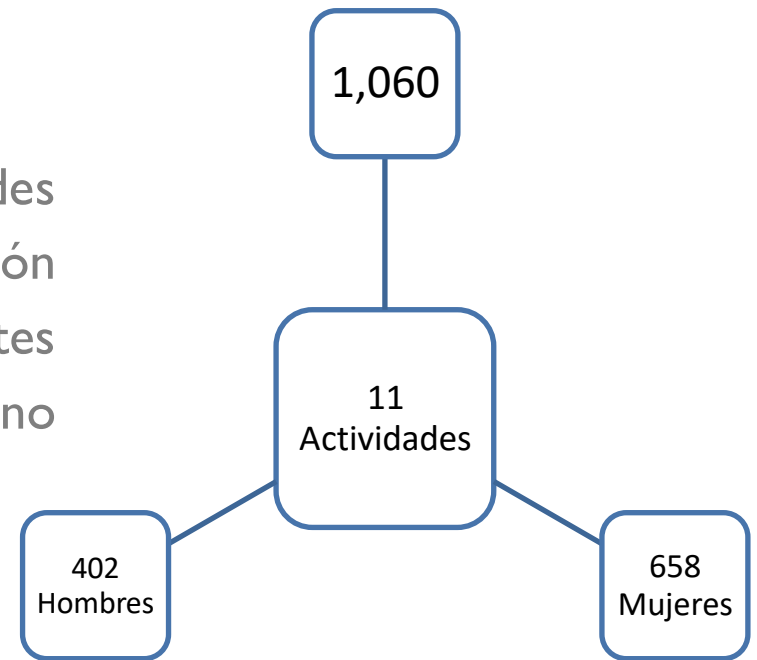 1,060
des
ón
tes
no
11
Actividades
402
Hombres
658
Mujeres